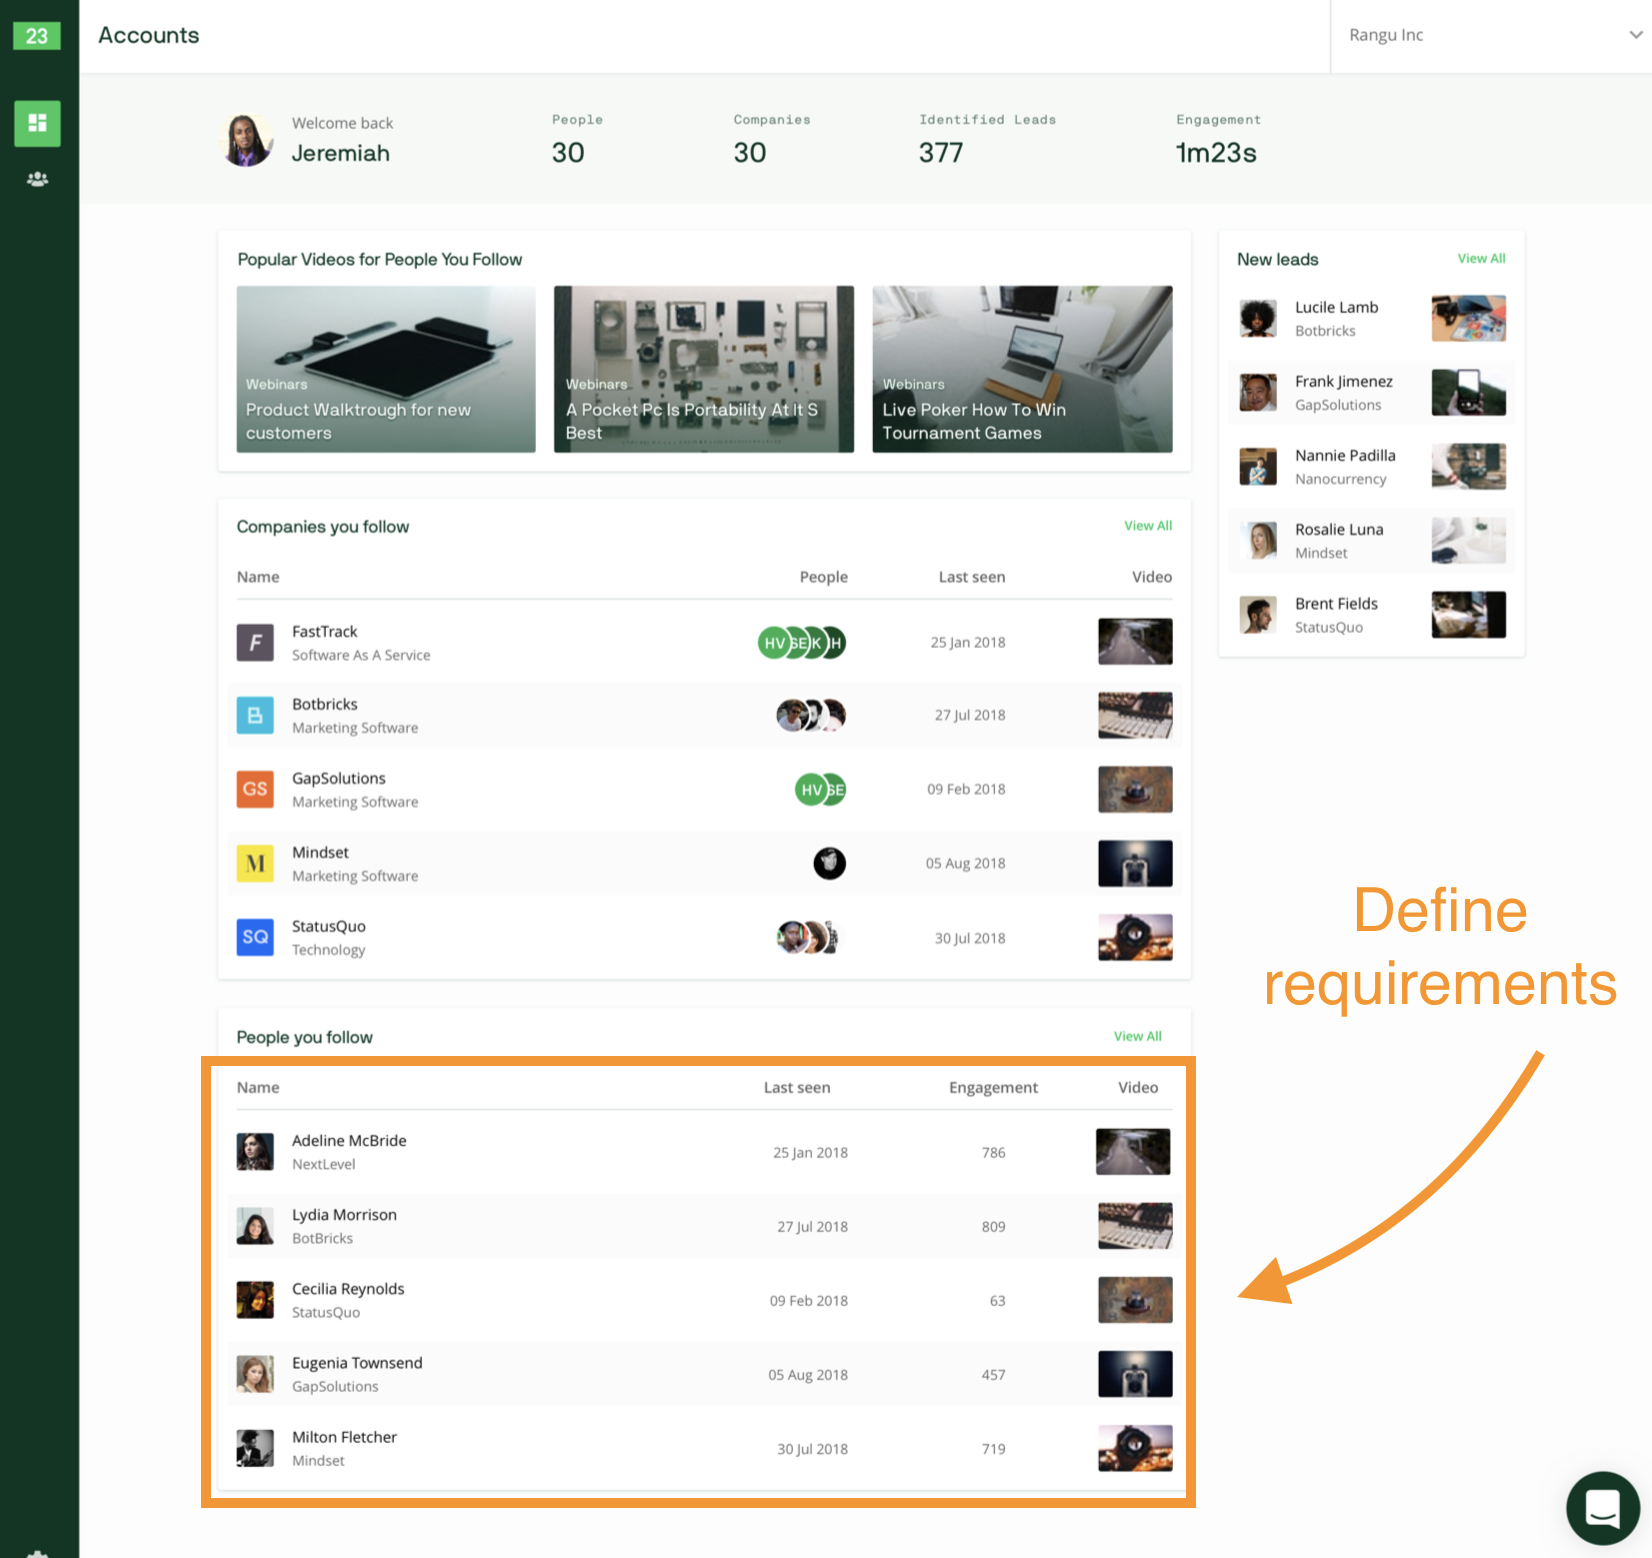 23
Accounts
Rangu Inc
Welcome back
Jeremiah
People
30
Companies
30
Identified Leads
377
Engagement
1m23s
Popular Videos for People You Follow
Webinars
Product Walktrough for new
customers
Webinars
A Pocket Pc Is Portability At It S
Best
Webinars
Live Poker How To Win
Tournament Games
New leads
View All
Lucile Lamb
Botbricks
Frank Jimenez
GapSolutions
Nannie Padilla
Nanocurrency
Rosalie Luna
Mindset
Brent Fields
StatusQuo
Companies you follow
View All
Name People Last seen Video
F
FastTrack
Software As A Service
HV SE K H
25 Jan 2018
B
Botbricks
Marketing Software
27 Jul 2018
GS
GapSolutions
Marketing Software
HV SE
09 Feb 2018
M
Mindset
Marketing Software
05 Aug 2018
SQ
StatusQuo
Technology
30 Jul 2018
Define
requirements
People you follow
View All
Name Last seen Engagement Video
Adeline McBride
NextLevel
25 Jan 2018
786
Lydia Morrison
BotBricks
27 Jul 2018
809
Cecilia Reynolds
StatusQuo
09 Feb 2018
63
Eugenia Townsend
GapSolutions
05 Aug 2018
457
Milton Fletcher
Mindset
30 Jul 2018
719